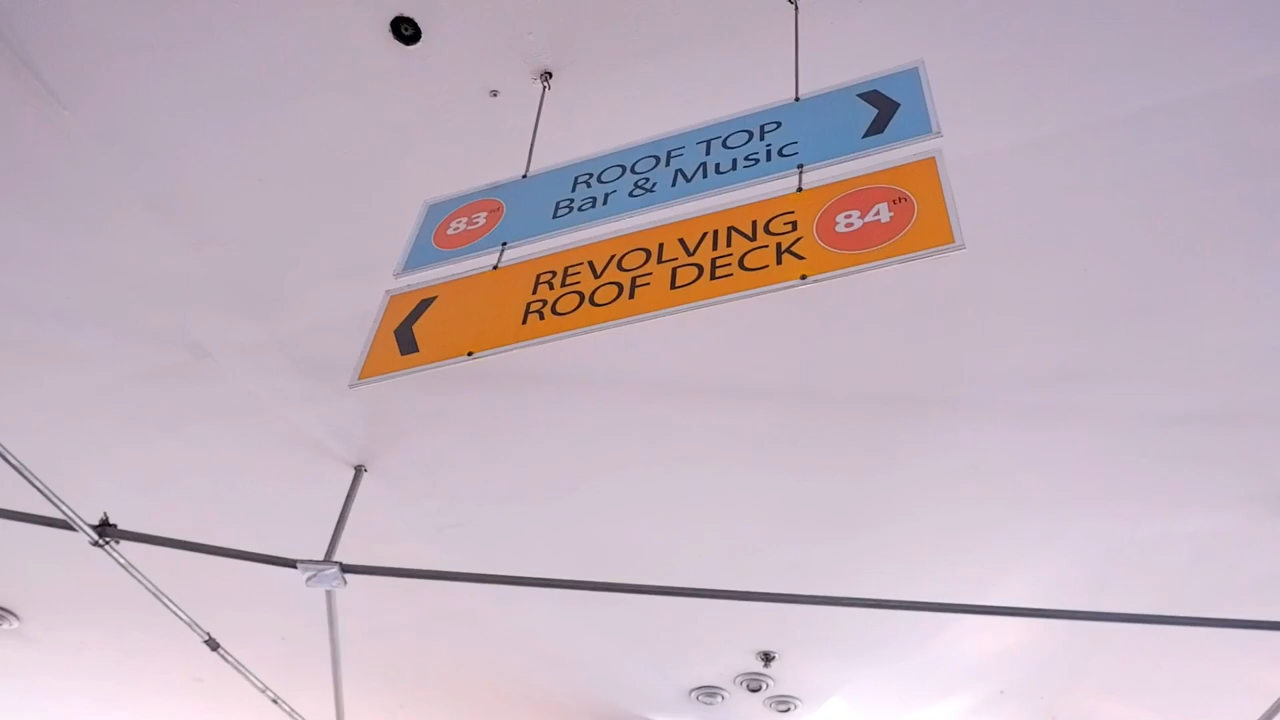 83rd
ROOF TOP
Bar & Music
REVOLVING
ROOF DECK
84th